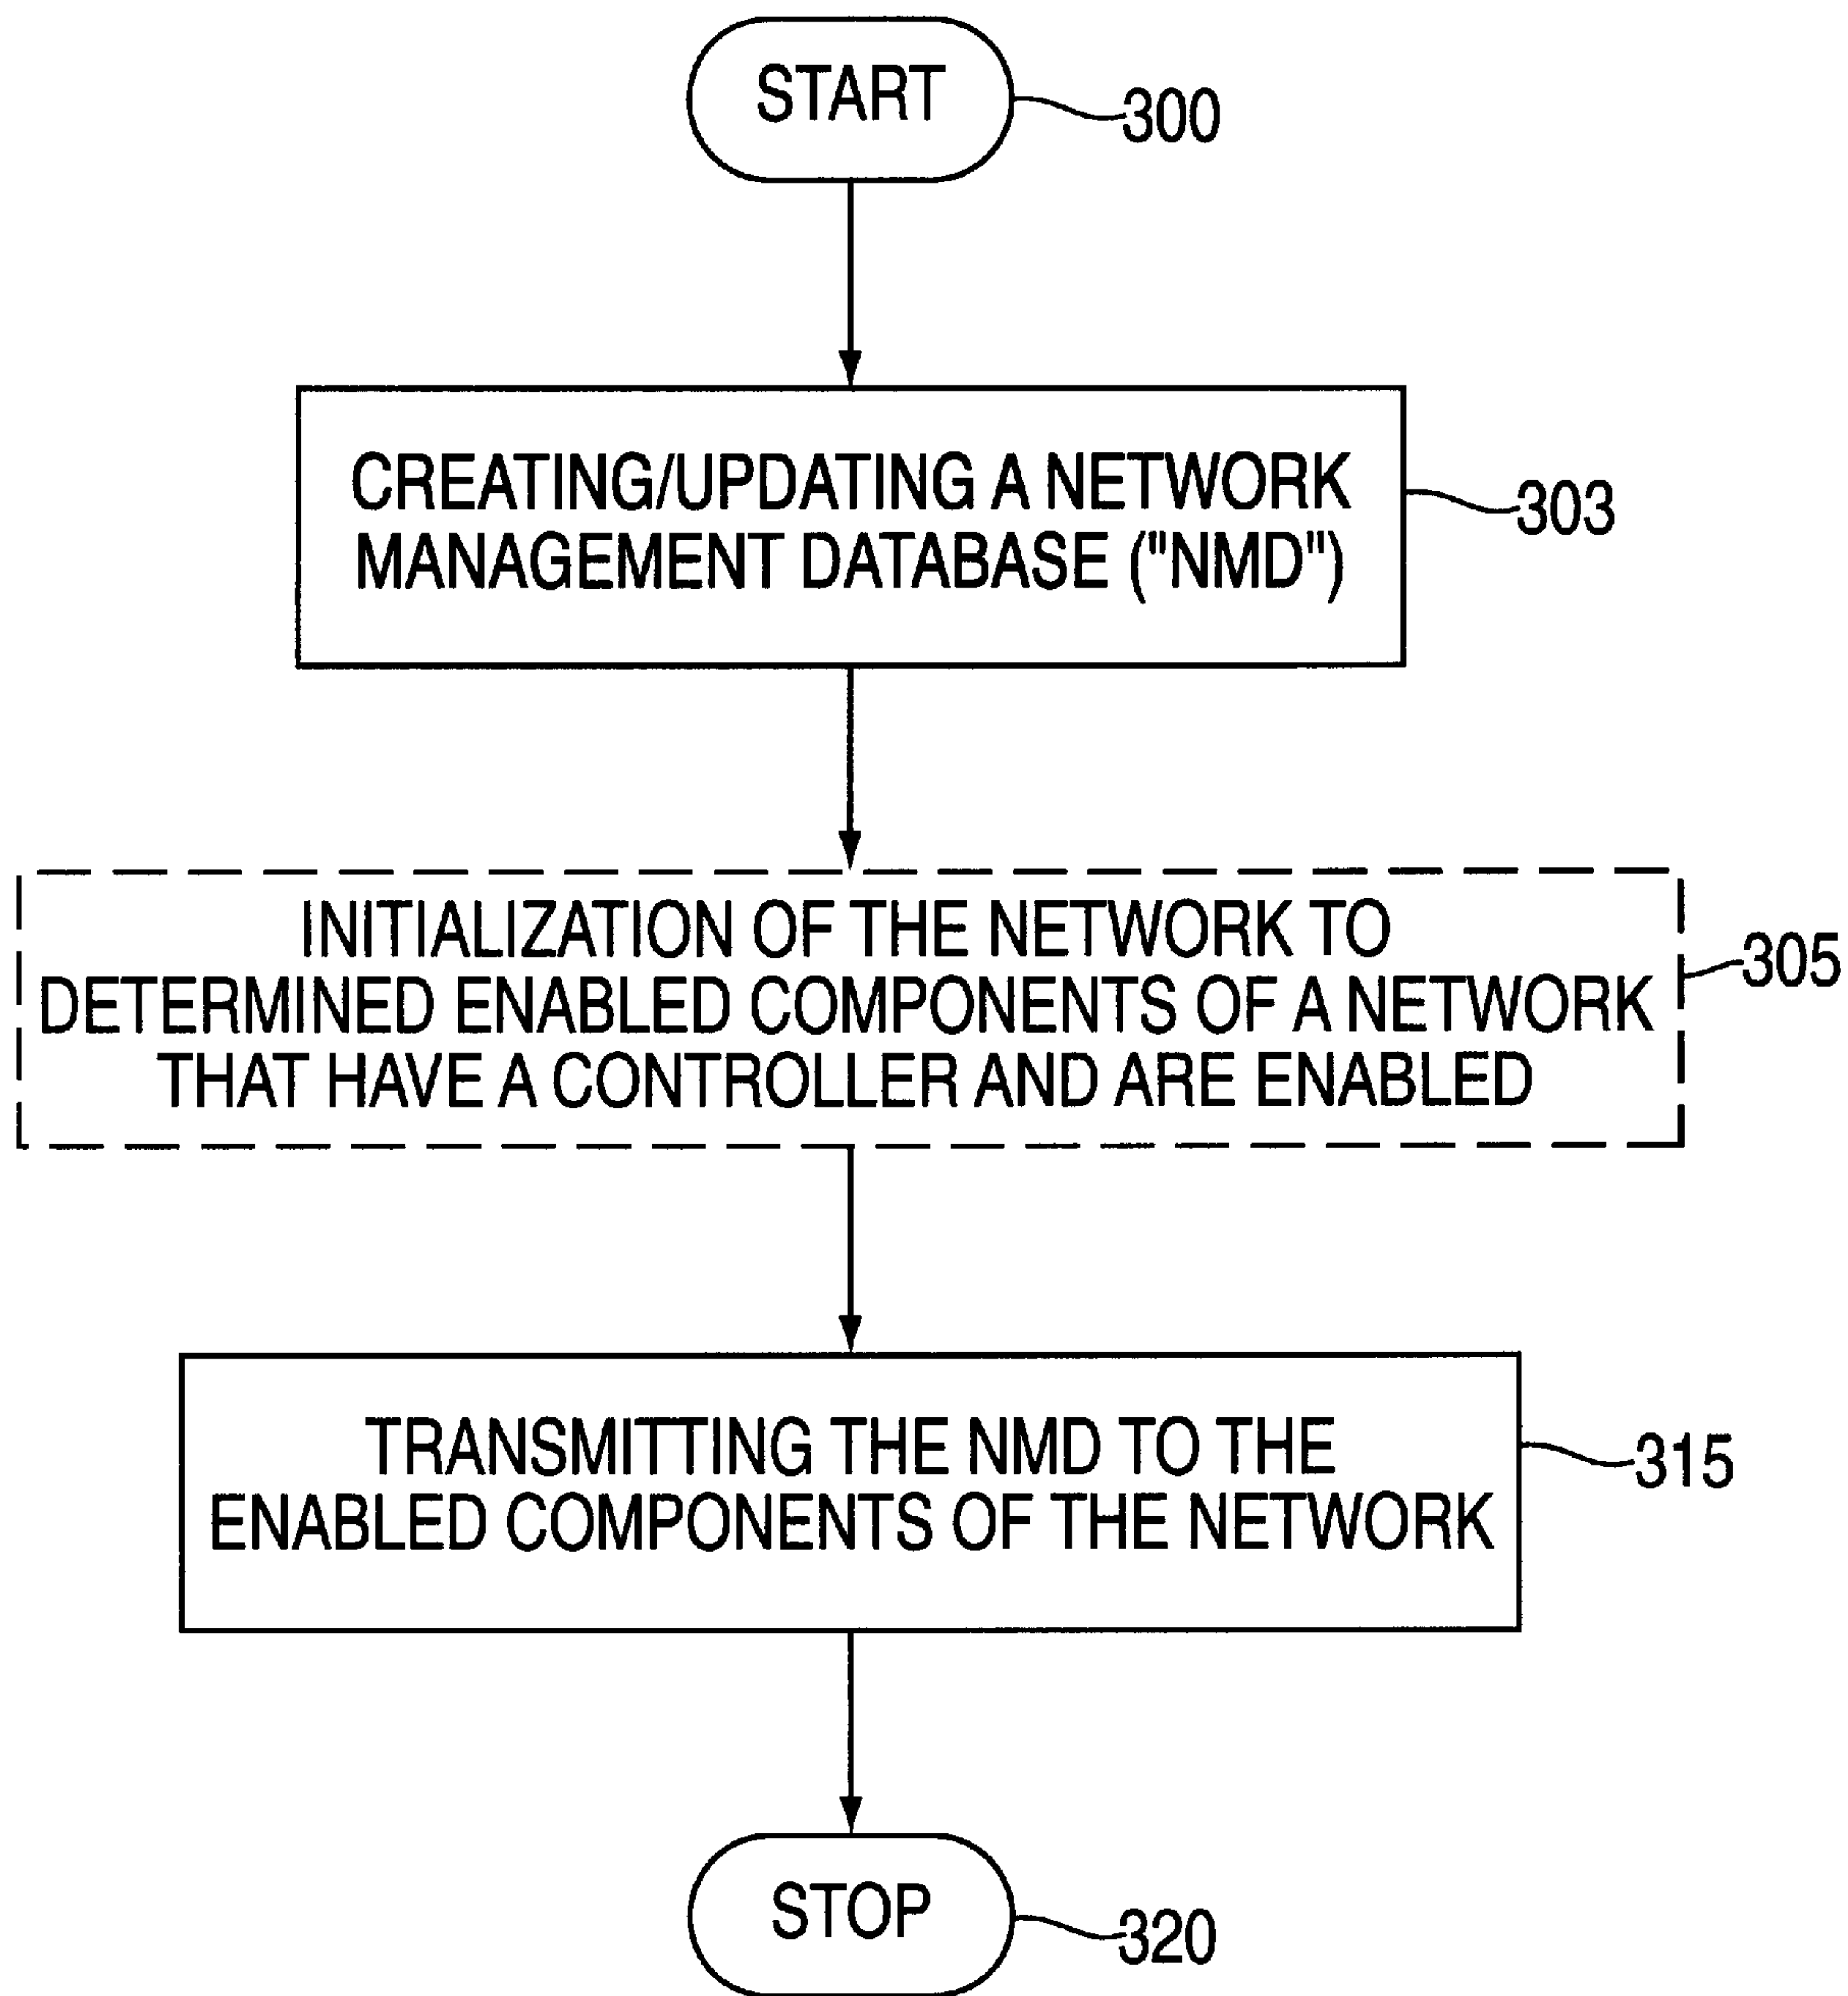 START
300
CREATING/UPDATING A NETWORK
MANAGEMENT DATABASE ("NMD")
303
INITIALIZATION OF THE NETWORK TO
DETERMINED ENABLED COMPONENTS OF A NETWORK
THAT HAVE A CONTROLLER AND ARE ENABLED
305
TRANSMITTING THE NMD TO THE
ENABLED COMPONENTS OF THE NETWORK
315
STOP
320